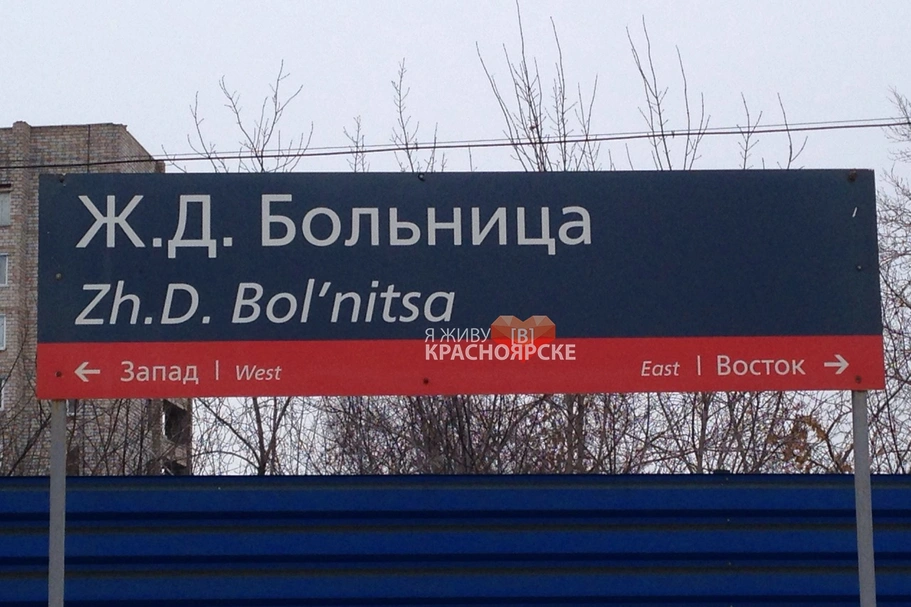 Ж.Д. Больница
Zh.D. Bol'nitsa
Я ЖИВУ [В]
КРАСНОЯРСКЕ
← Запад | West
East | Восток →